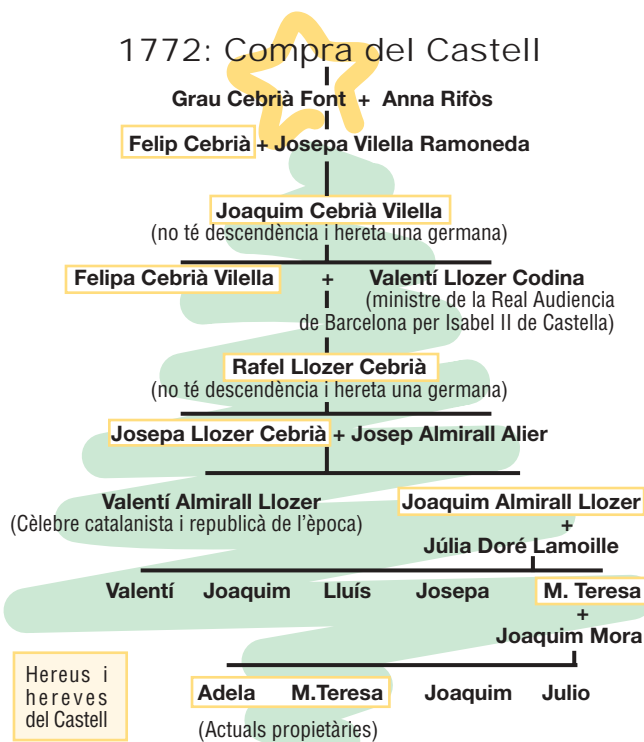 1772: Compra del Castell
Grau Cebrià Font + Anna Rifòs
Felip Cebrià + Josepa Vilella Ramoneda
Joaquim Cebrià Vilella
(no té descendència i hereta una germana)
Felipa Cebrià Vilella + Valentí Llozer Codina
(ministre de la Real Audiencia
de Barcelona per Isabel II de Castella)
Rafel Llozer Cebrià
(no té descendència i hereta una germana)
Josepa Llozer Cebrià + Josep Almirall Alier
Valentí Almirall Llozer Joaquim Almirall Llozer
(Cèlebre catalanista i republicà de l'època) +
Júlia Doré Lamoille
Valentí Joaquim Lluís Josepa M. Teresa
+
Joaquim Mora
Adela M.Teresa Joaquim Julio
(Actuals propietàries)
Hereus i
hereves
del Castell